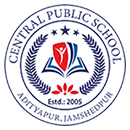 CENTRAL PUBLIC SCHOOL
Estd.: 2005
ADITYAPUR, JAMSHEDPUR